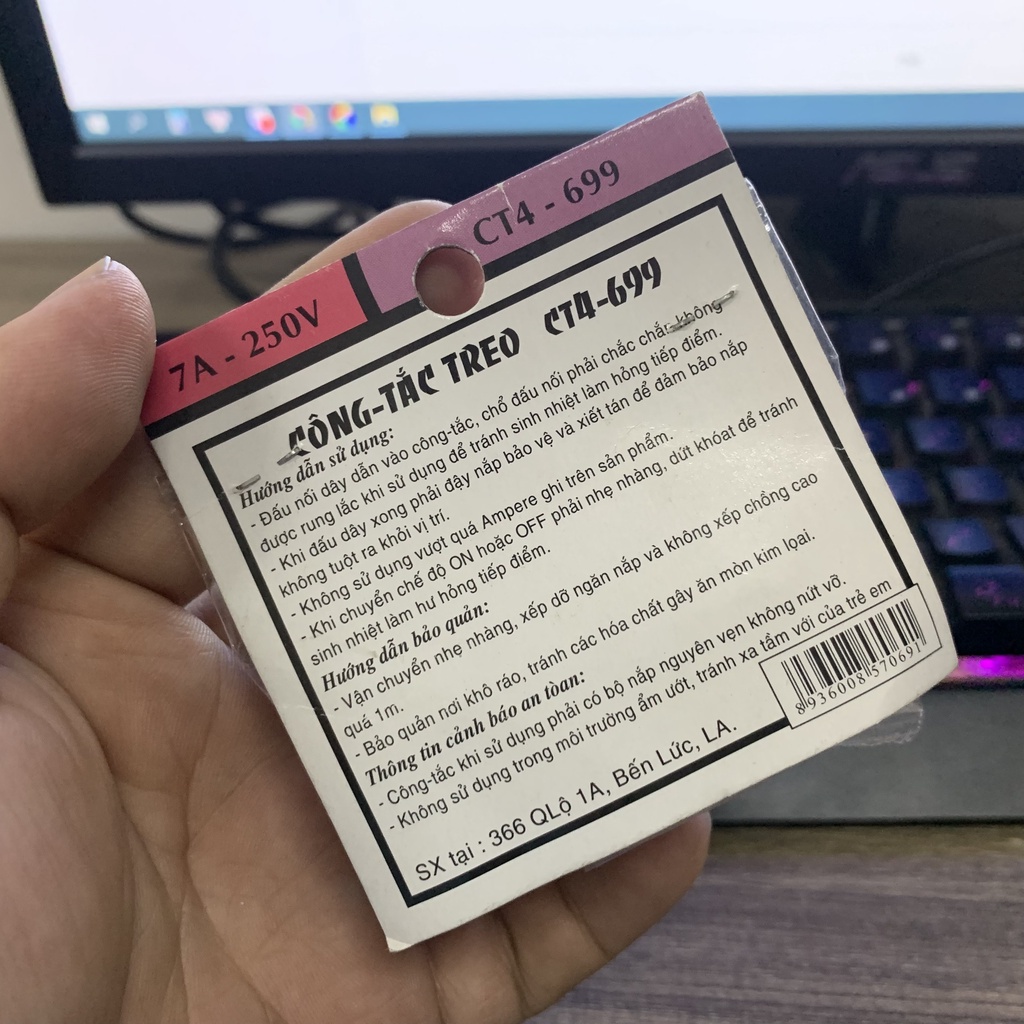 7A - 250V
CT4 - 699
CÔNG-TẮC TREO CT4-699
Hướng dẫn sử dụng:
- Đấu nối dây dẫn vào công-tắc, chổ đấu nối phải chắc chắn không
được rung lắc khi sử dụng để tránh sinh nhiệt làm hỏng tiếp điểm.
- Khi đấu dây xong phải đậy nắp bảo vệ và xiết tán để đảm bảo nắp
không tuột ra khỏi vị trí.
- Không sử dụng vượt quá Ampere ghi trên sản phẩm.
- Khi chuyển chế độ ON hoặc OFF phải nhẹ nhàng, dứt khóat để tránh
sinh nhiệt làm hư hỏng tiếp điểm.
Hướng dẫn bảo quản:
- Vận chuyển nhẹ nhàng, xếp dỡ ngăn nắp và không xếp chồng cao
quá 1m.
- Bảo quản nơi khô ráo, tránh các hóa chất gây ăn mòn kim lọai.
Thông tin cảnh báo an tòan:
- Công-tắc khi sử dụng phải có bộ nắp nguyên vẹn không nứt vỡ.
- Không sử dụng trong môi trường ẩm ướt, tránh xa tầm với của trẻ em
SX tại : 366 QLộ 1A, Bến Lức, LA.
8936008570691
ASUS